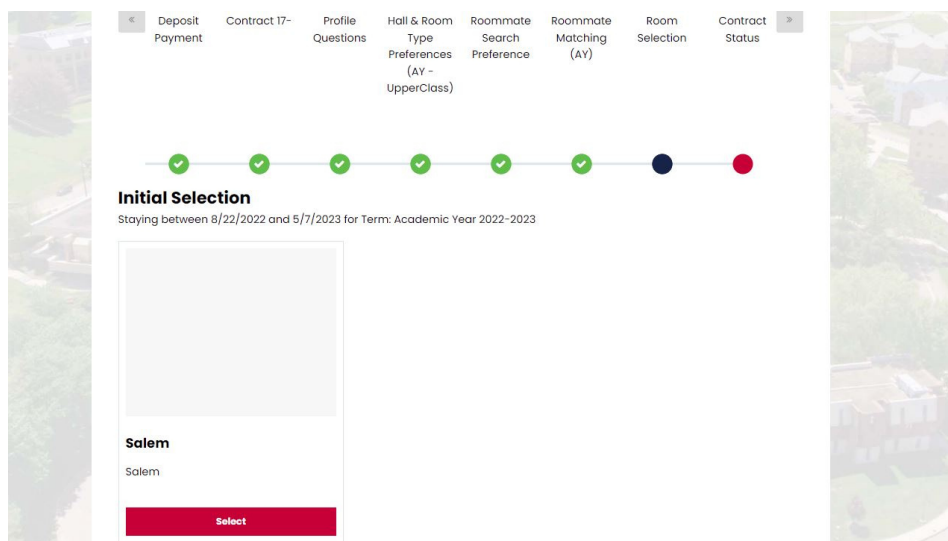 «
Deposit
Payment
Contract 17-
Profile
Questions
Hall & Room
Type
Preferences
(AY -
UpperClass)
Roommate
Search
Preference
Roommate
Matching
(AY)
Room
Selection
Contract
Status
»
Initial Selection
Staying between 8/22/2022 and 5/7/2023 for Term: Academic Year 2022-2023
Salem
Salem
Select